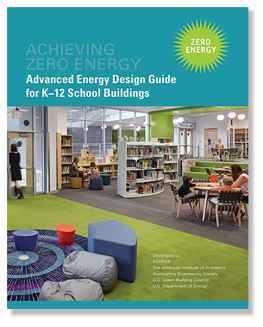 ACHIEVING
ZERO ENERGY
Advanced Energy Design Guide
for K–12 School Buildings
ZERO
ENERGY
Developed by
ASHRAE
The American Institute of Architects
Illuminating Engineering Society
U.S. Green Building Council
U.S. Department of Energy